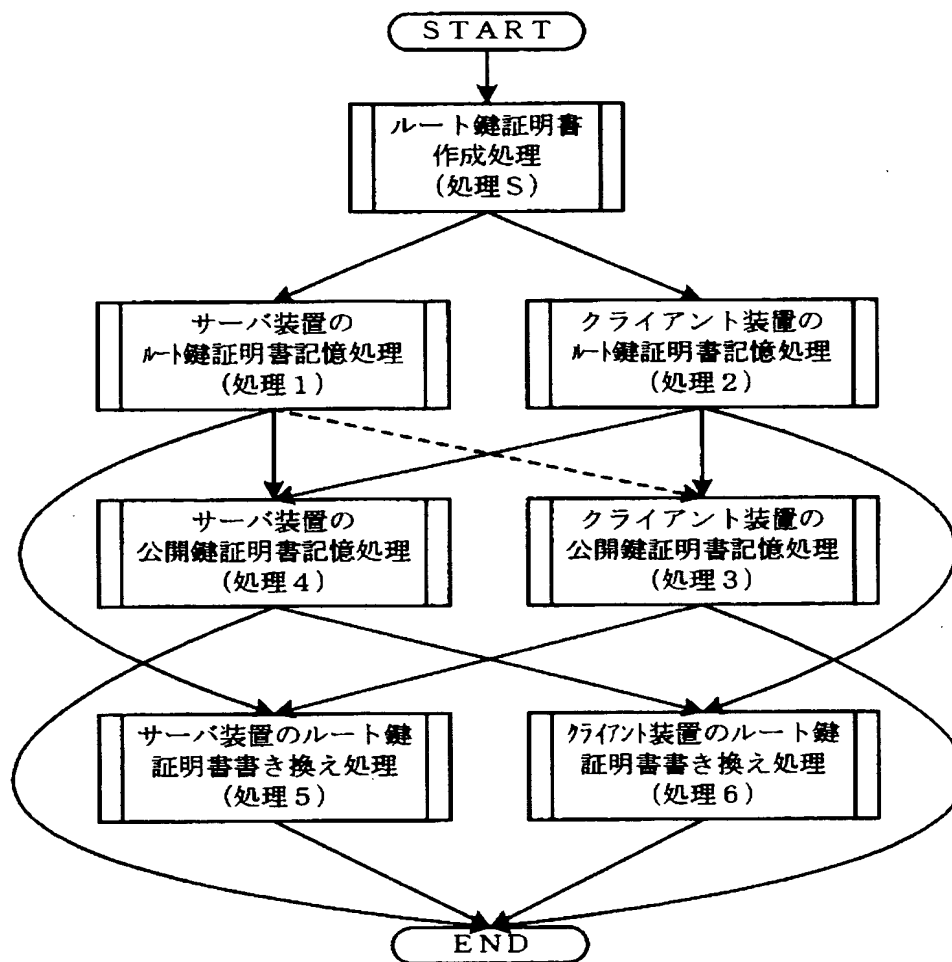 START
ルート鍵証明書
作成処理
(処理S)
サーバ装置の
ルート鍵証明書記憶処理
(処理1)
クライアント装置の
ルート鍵証明書記憶処理
(処理2)
サーバ装置の
公開鍵証明書記憶処理
(処理4)
クライアント装置の
公開鍵証明書記憶処理
(処理3)
サーバ装置のルート鍵
証明書書き換え処理
(処理5)
クライアント装置のルート鍵
証明書書き換え処理
(処理6)
END